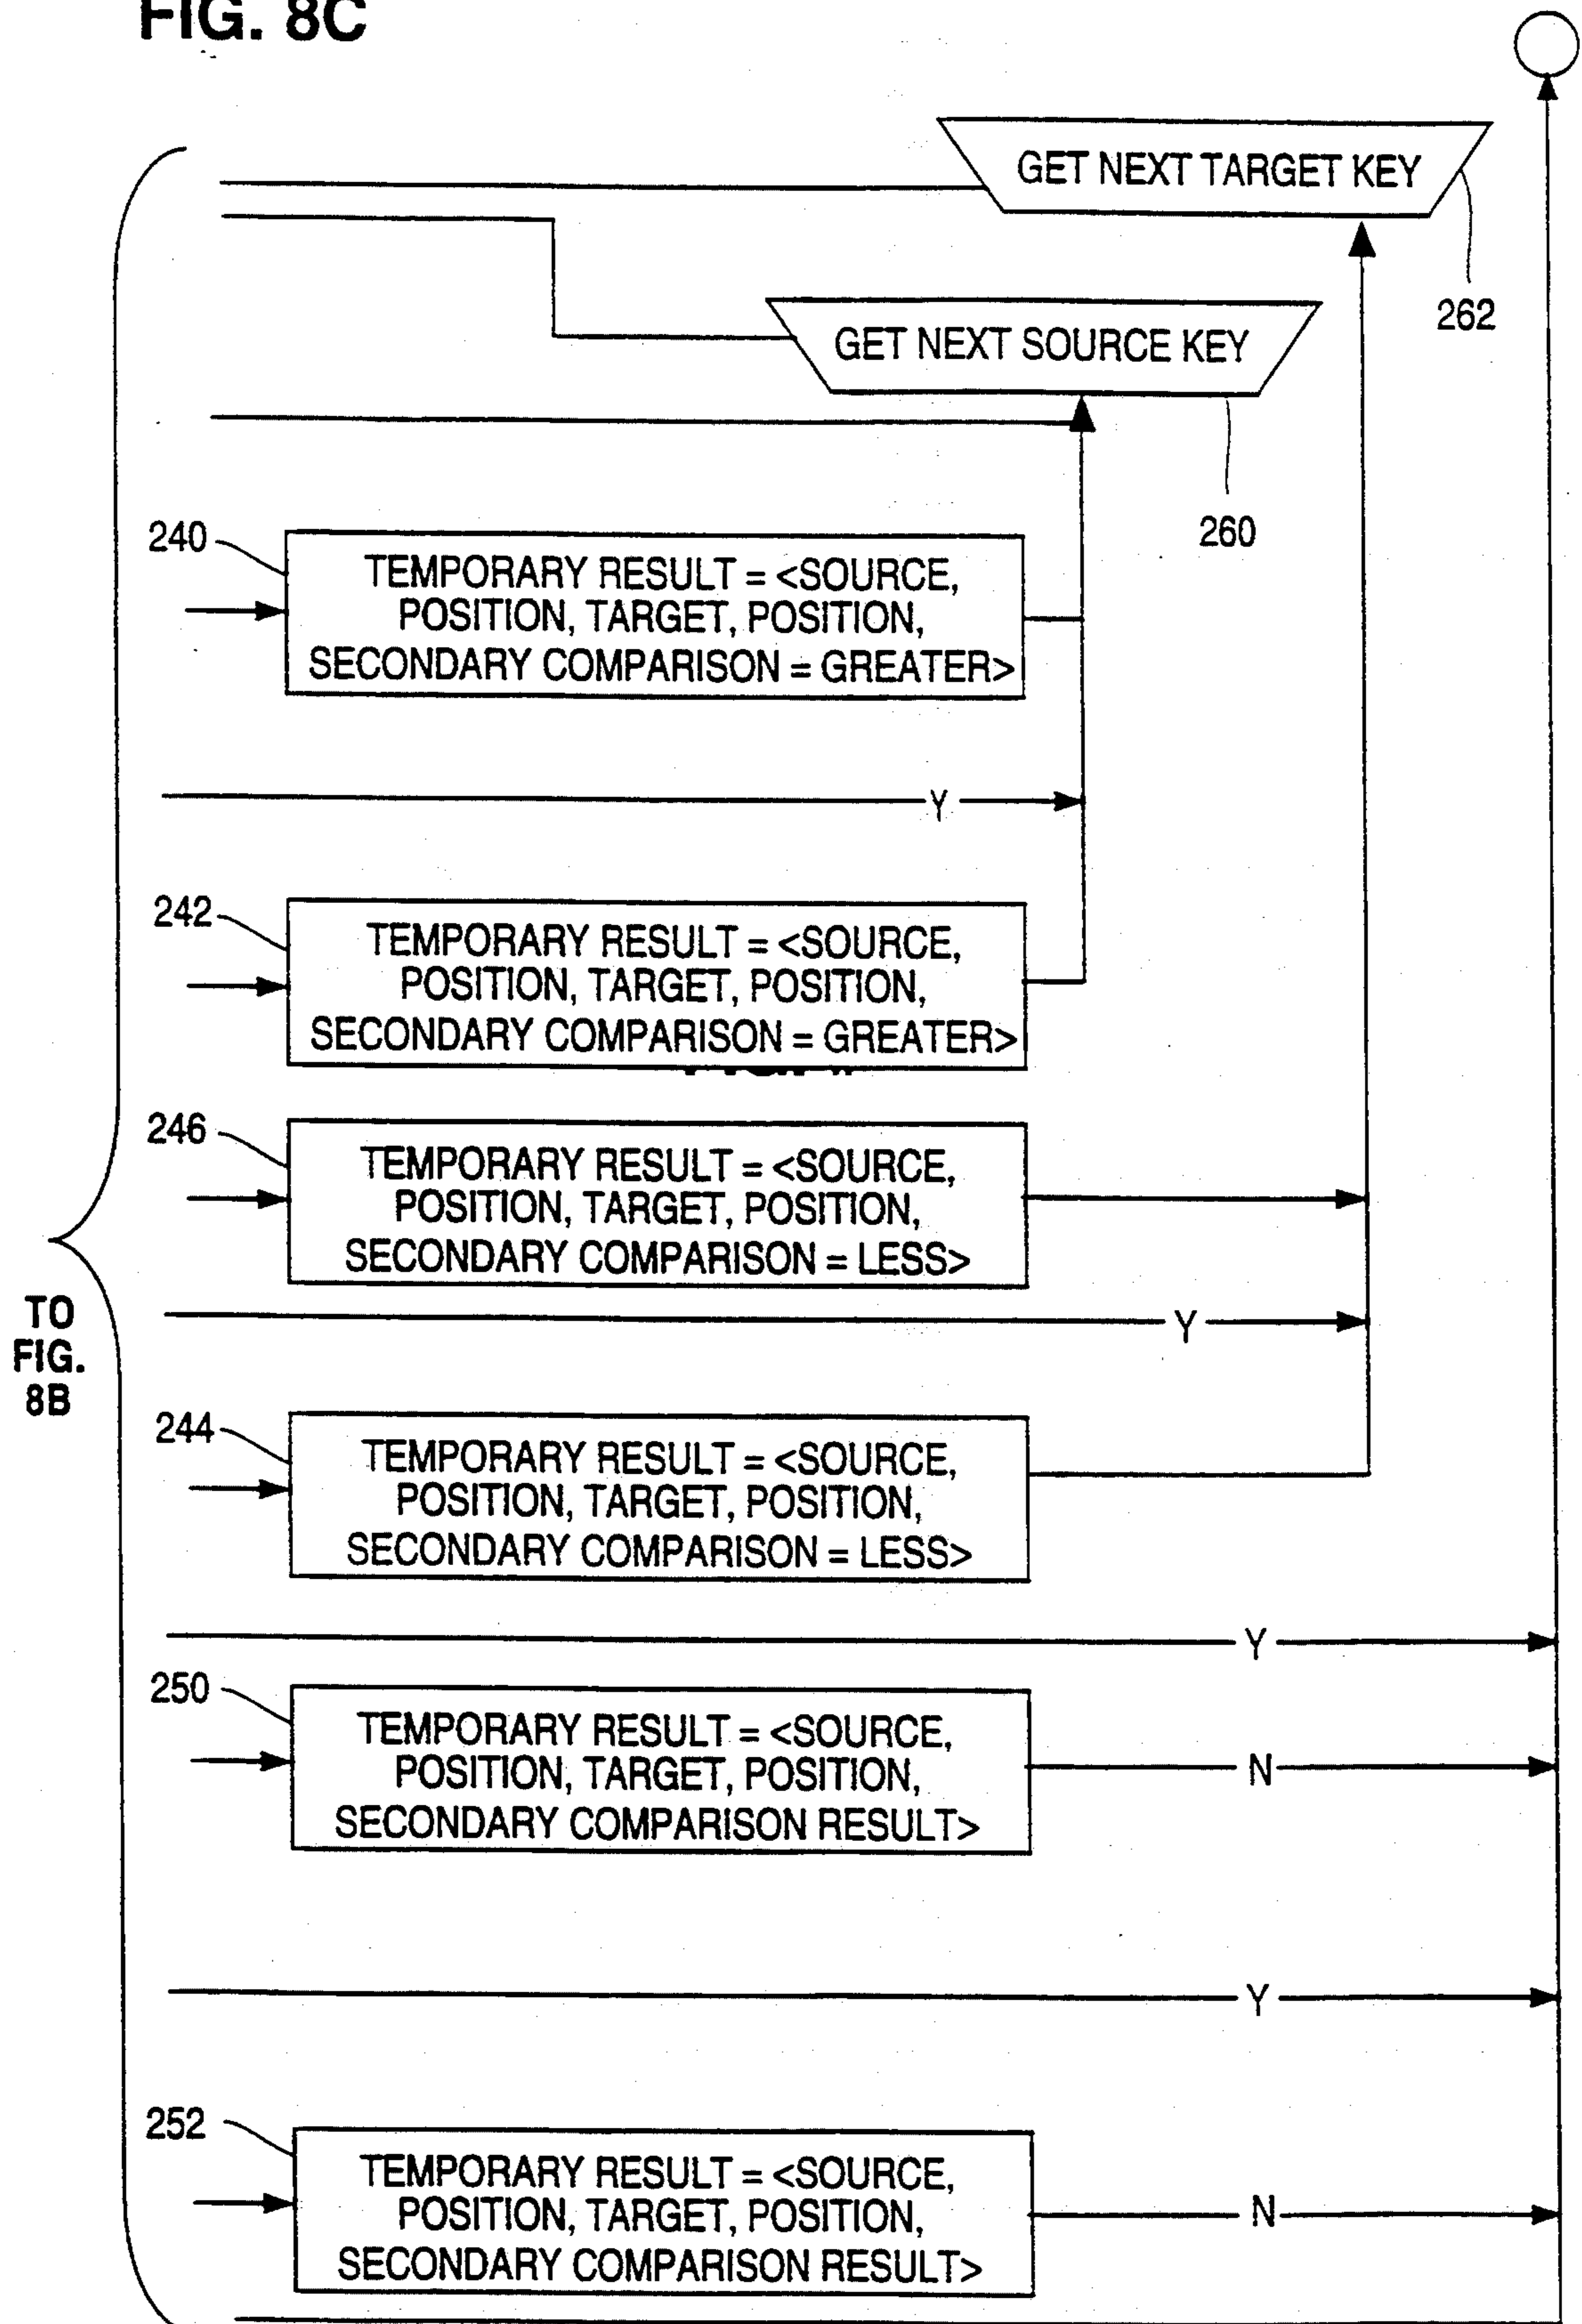 FIG. 8C
GET NEXT TARGET KEY
262
GET NEXT SOURCE KEY
260
240
TEMPORARY RESULT = <SOURCE,
POSITION, TARGET, POSITION,
SECONDARY COMPARISON = GREATER>
Y
242
TEMPORARY RESULT = <SOURCE,
POSITION, TARGET, POSITION,
SECONDARY COMPARISON = GREATER>
246
TEMPORARY RESULT = <SOURCE,
POSITION, TARGET, POSITION,
SECONDARY COMPARISON = LESS>
Y
TO
FIG.
8B
244
TEMPORARY RESULT = <SOURCE,
POSITION, TARGET, POSITION,
SECONDARY COMPARISON = LESS>
Y
250
TEMPORARY RESULT = <SOURCE,
POSITION, TARGET, POSITION,
SECONDARY COMPARISON RESULT>
N
Y
252
TEMPORARY RESULT = <SOURCE,
POSITION, TARGET, POSITION,
SECONDARY COMPARISON RESULT>
N